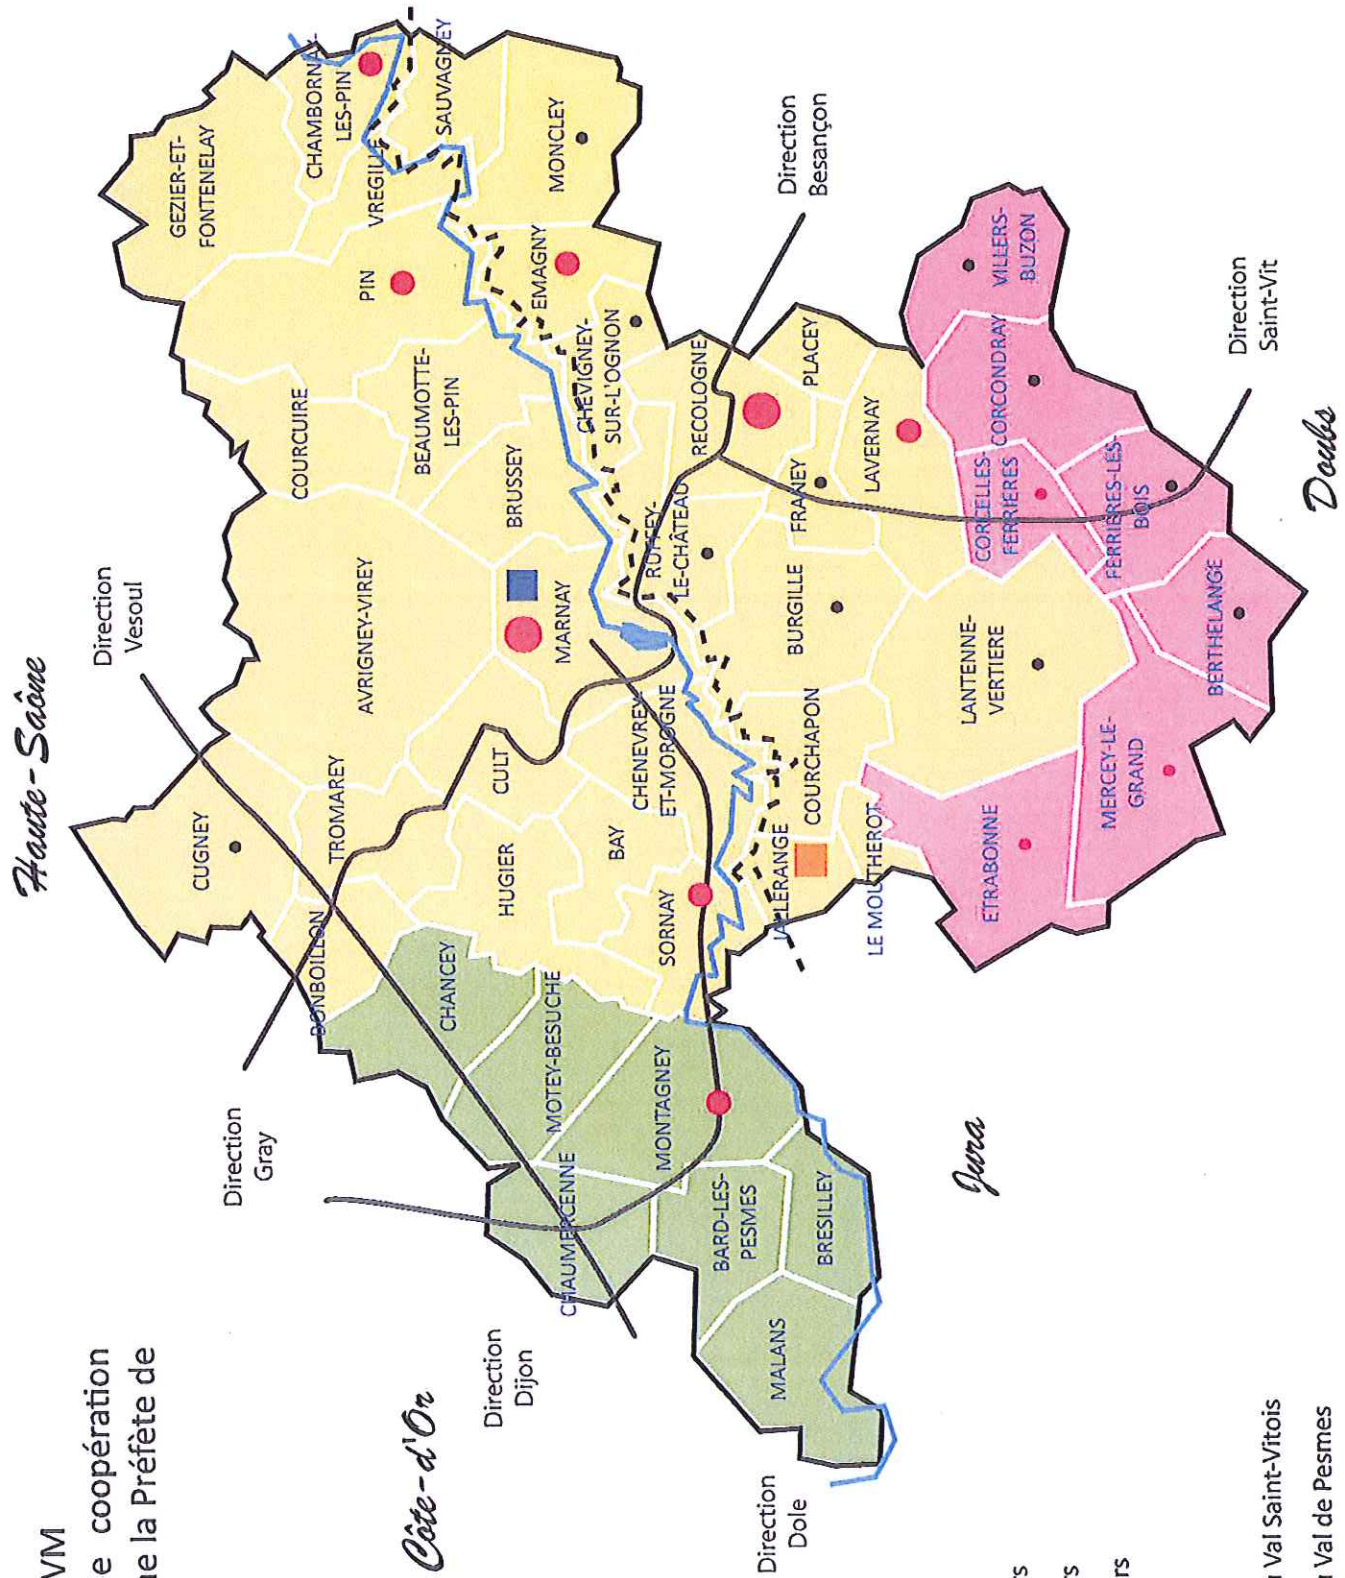 VM
e coopération
ne la Préfète de
Haute-Saône
Direction
Vesoul
Direction
Gray
Côte-d'Or
Direction
Dijon
Direction
Dole
Jura
Doubs
Direction
Besançon
Direction
Saint-Vit
CUGNEY
BONBOILLON
TROMAREY
AVRIGNEY-VIREY
COURCUIRE
GEZIER-ET-
FONTENELAY
CHAMBORNAY-
LES-PIN
VREGILLE
SAUVAGNEY
MONCLEY
PIN
BEAUMOTTE-
LES-PIN
BRUSSEY
EMAGNY
CHEVIGNEY-
SUR-L'OGNON
MARNAY
CULT
HUGIER
BAY
CHENEVREY-
ET-MOROGNE
SORNAY
CHANCEY
MOTEY-BESUCHE
MONTAGNEY
CHAUMERCENNE
BARD-LES-
PESMES
BRESILLEY
MALANS
RECOLOGNE
RUFFEY-
LE-CHÂTEAU
PLACEY
FRANEY
LAVERNAY
BURGILLE
COURCHAPON
JALLERANGE
LE MOUTHEROT
LANTENNE-
VERTIERE
ETRABONNE
MERCEY-LE-
GRAND
BERTHELANGE
FERRIERES-LES-
BOIS
CORCELLES-
FERRIÈRES
CORCONDRAY
VILLERS-
BUZON
rs
rs
rs
Val Saint-Vitois
Val de Pesmes